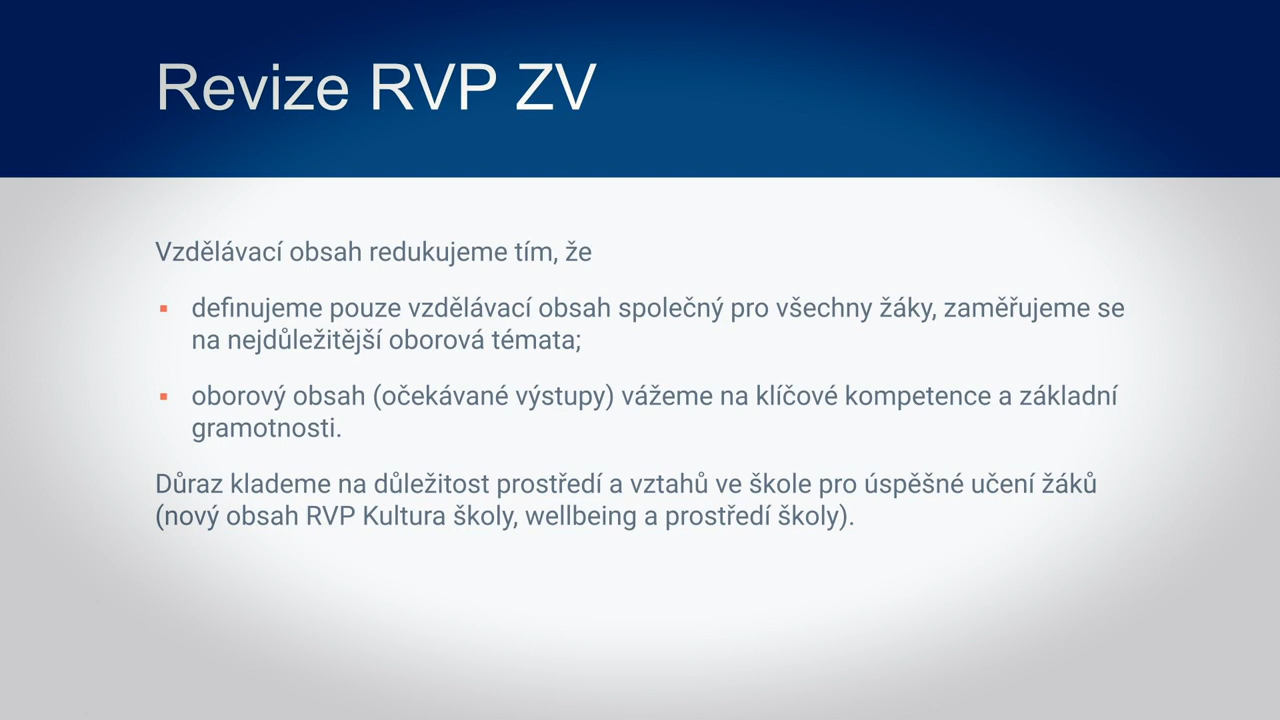 Revize RVP ZV
Vzdělávací obsah redukujeme tím, že
▪ definujeme pouze vzdělávací obsah společný pro všechny žáky, zaměřujeme se
na nejdůležitější oborová témata;
▪ oborový obsah (očekávané výstupy) vážeme na klíčové kompetence a základní
gramotnosti.
Důraz klademe na důležitost prostředí a vztahů ve škole pro úspěšné učení žáků
(nový obsah RVP Kultura školy, wellbeing a prostředí školy).